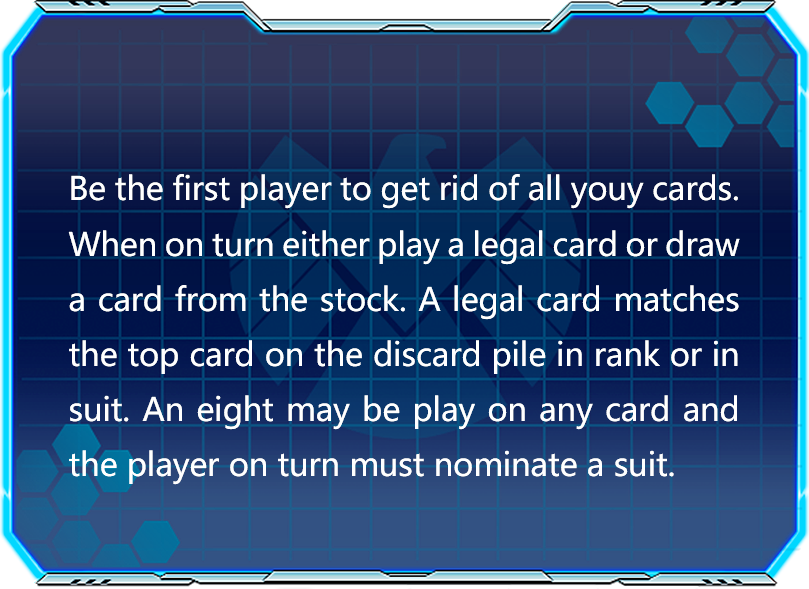 Be the first player to get rid of all youy cards.
When on turn either play a legal card or draw
a card from the stock. A legal card matches
the top card on the discard pile in rank or in
suit. An eight may be play on any card and
the player on turn must nominate a suit.